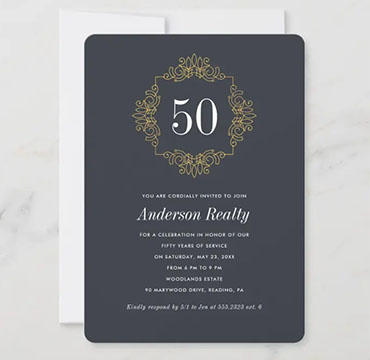 50
YOU ARE CORDIALLY INVITED TO JOIN
Anderson Realty
FOR A CELEBRATION IN HONOR OF OUR
FIFTY YEARS OF SERVICE
ON SATURDAY, MAY 23, 20XX
FROM 6 PM TO 9 PM
WOODLANDS ESTATE
90 MARYWOOD DRIVE, READING, PA
Kindly respond by 5/1 to Jen at 555.2323 ext. 6